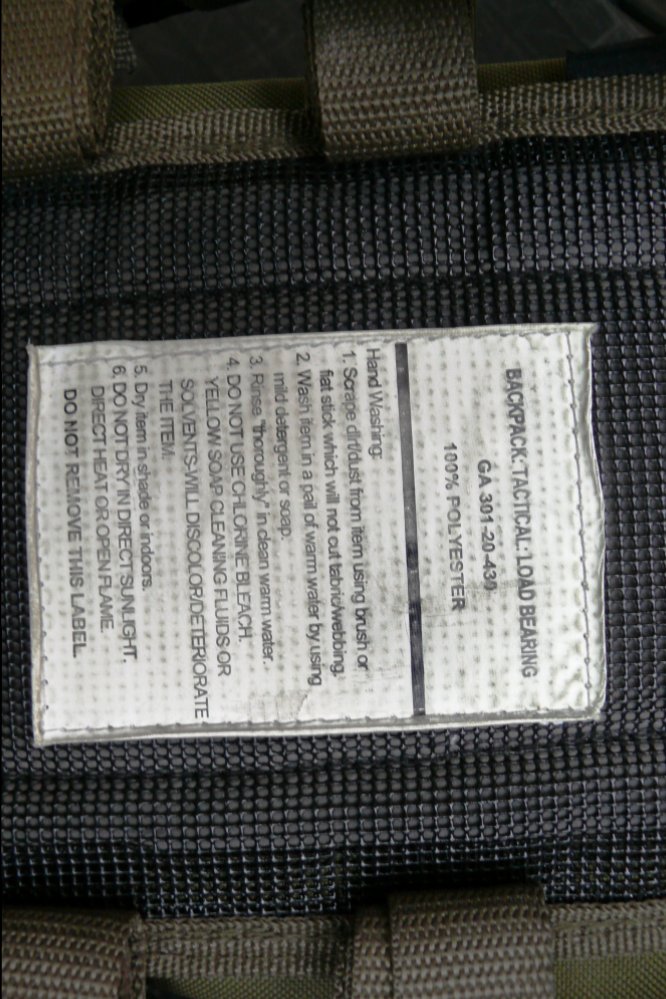 BACKPACK: TACTICAL: LOAD BEARING
GA 301-20-430
100% POLYESTER
Hand Washing:
1. Scrape dirt/dust from item using brush or
flat stick which will not cut fabric/webbing.
2. Wash item in a pail of warm water by using
mild detergent or soap.
3. Rinse "thoroughly" in clean warm water.
4. DO NOT USE CHLORINE BLEACH.
YELLOW SOAP, CLEANING FLUIDS OR
SOLVENTS-WILL DISCOLOR/DETERIORATE
THE ITEM.
5. Dry item in shade or indoors.
6. DO NOT DRY IN DIRECT SUNLIGHT.
DIRECT HEAT OR OPEN FLAME.
DO NOT REMOVE THIS LABEL